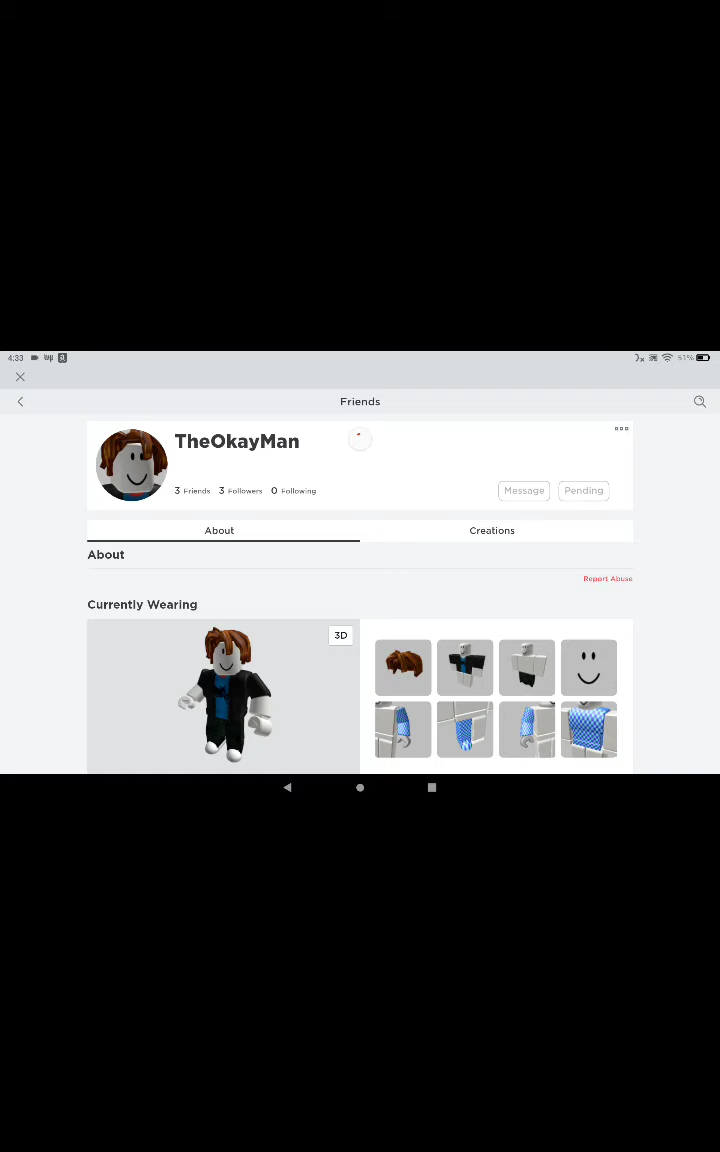 4:33
51%
Friends
TheOkayMan
3 Friends 3 Followers 0 Following
Message Pending
About Creations
About
Report Abuse
Currently Wearing
3D